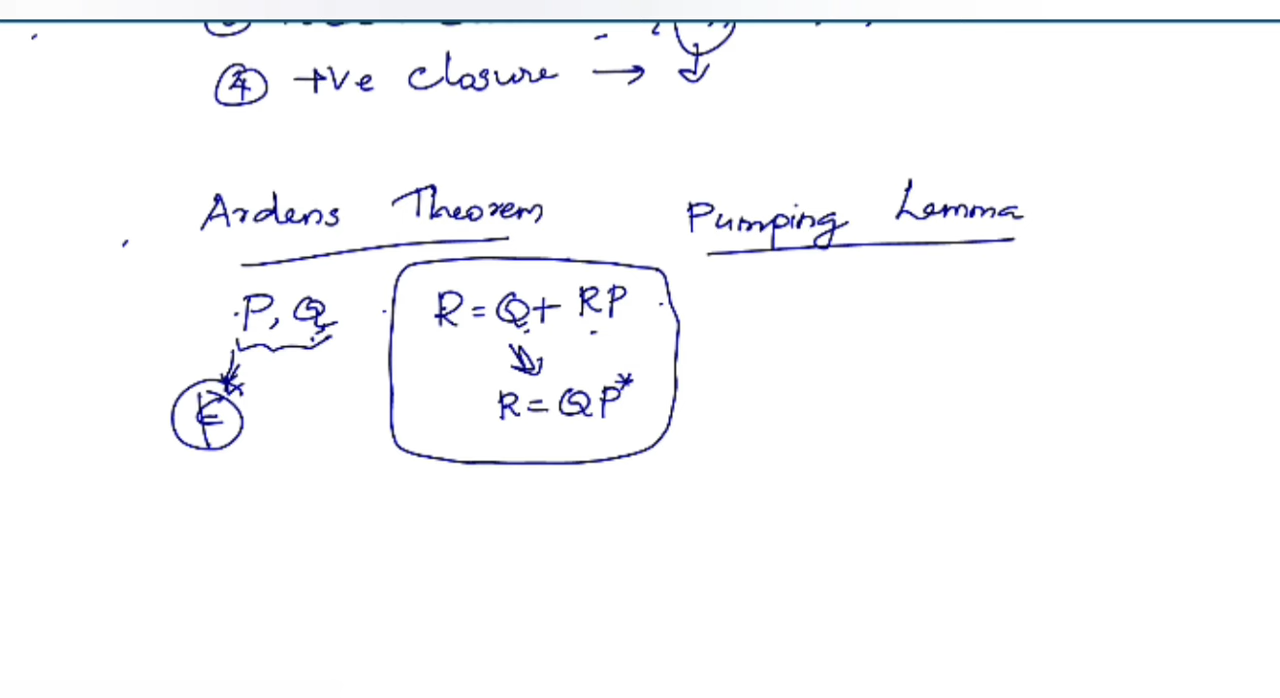 ④ +ve closure → ↓
Ardens Theorem
P, Q
R = Q + RP
⇓
R = QP*
Pumping Lemma